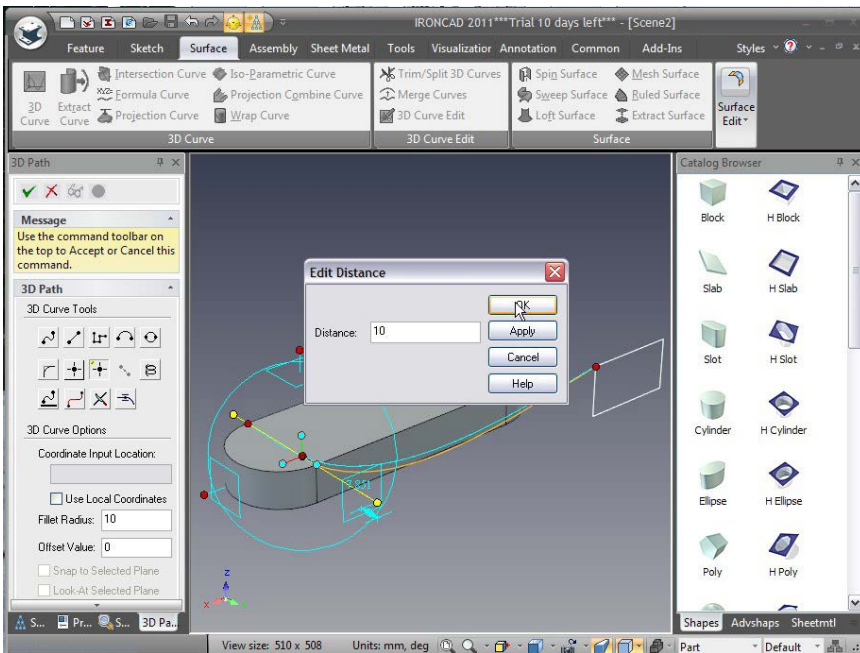 IRONCAD 2011***Trial 10 days left*** - [Scene2]
Feature Sketch Surface Assembly Sheet Metal Tools Visualization Annotation Common Add-Ins Styles
3D Curve
Extract Curve
Intersection Curve
Formula Curve
Projection Curve
Iso-Parametric Curve
Projection Combine Curve
Wrap Curve
3D Curve
Trim/Split 3D Curves
Merge Curves
3D Curve Edit
3D Curve Edit
Spin Surface
Sweep Surface
Loft Surface
Mesh Surface
Ruled Surface
Extract Surface
Surface
Surface Edit
3D Path
Message
Use the command toolbar on
the top to Accept or Cancel this
command.
3D Path
3D Curve Tools
3D Curve Options
Coordinate Input Location:
Use Local Coordinates
Fillet Radius: 10
Offset Value: 0
Snap to Selected Plane
Look-At Selected Plane
S... Pr... S... 3D Pa...
Edit Distance
Distance: 10
OK
Apply
Cancel
Help
z
x
Catalog Browser
Block H Block
Slab H Slab
Slot H Slot
Cylinder H Cylinder
Ellipse H Ellipse
Poly H Poly
Shapes Advshaps Sheetmtl
View size: 510 x 508 Units: mm, deg Part Default